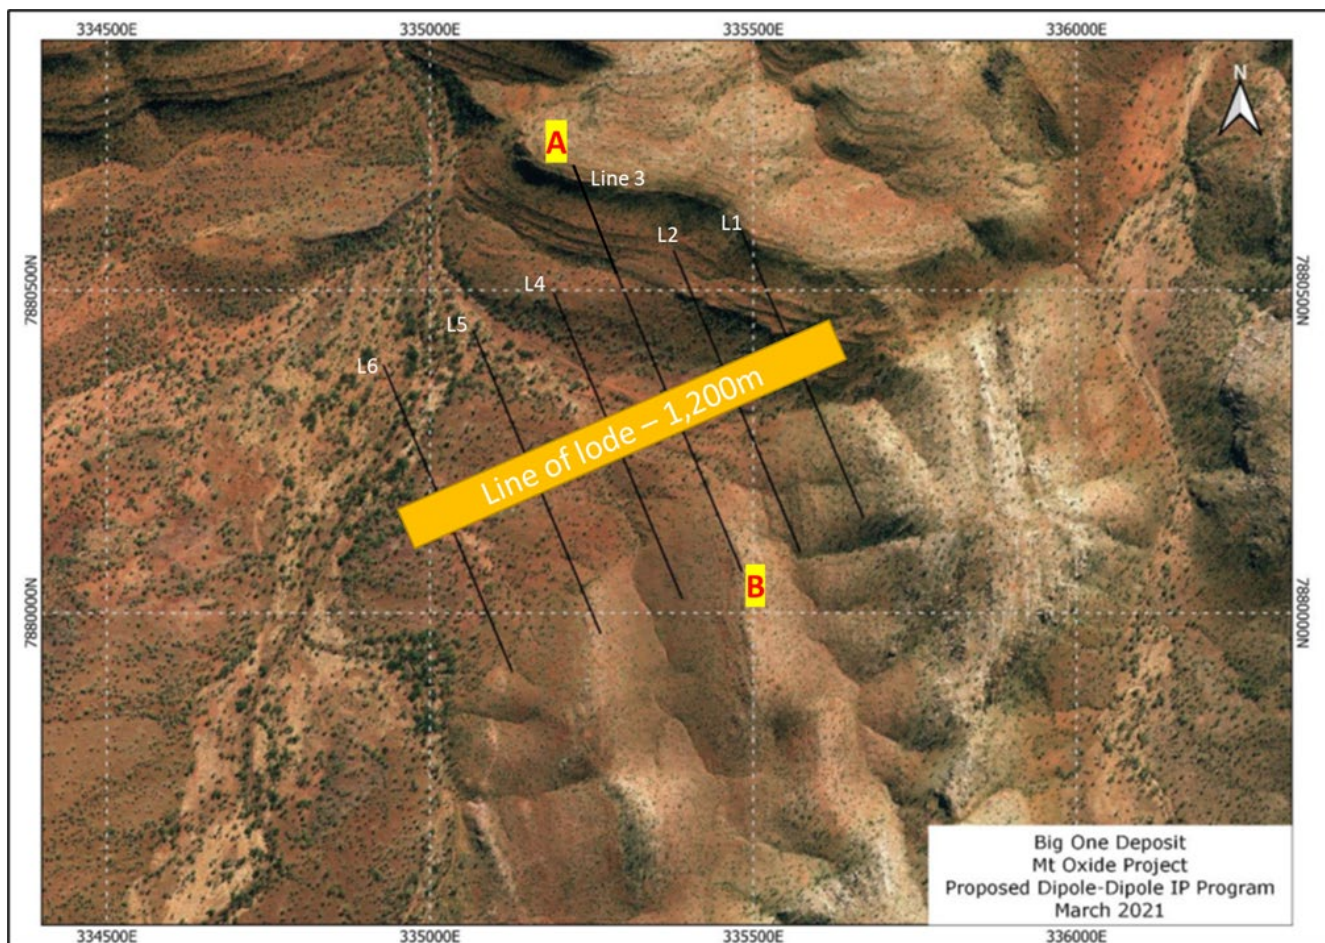 334500E 335000E 335500E 336000E
N
A
Line 3
L1
L2
L4
7880500N 7880500N
L5
L6
Line of lode – 1,200m
B
7880000N 7880000N
Big One Deposit
Mt Oxide Project
Proposed Dipole-Dipole IP Program
March 2021
334500E 335000E 335500E 336000E